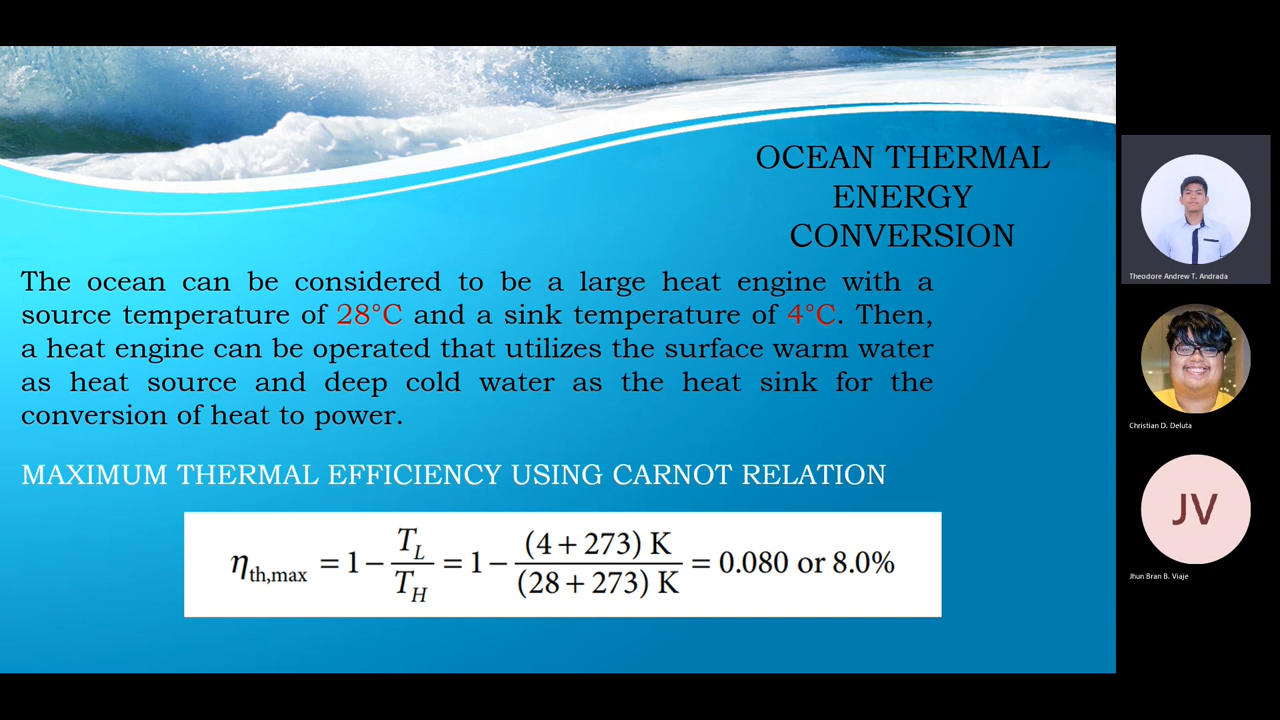 OCEAN THERMAL
ENERGY
CONVERSION
The ocean can be considered to be a large heat engine with a
source temperature of 28°C and a sink temperature of 4°C. Then,
a heat engine can be operated that utilizes the surface warm water
as heat source and deep cold water as the heat sink for the
conversion of heat to power.
MAXIMUM THERMAL EFFICIENCY USING CARNOT RELATION
η_th,max = 1 − T_L/T_H = 1 − (4 + 273) K/(28 + 273) K = 0.080 or 8.0%
Theodore Andrew T. Andrada
Christian D. Deluta
JV
Jhun Bran B. Viaje